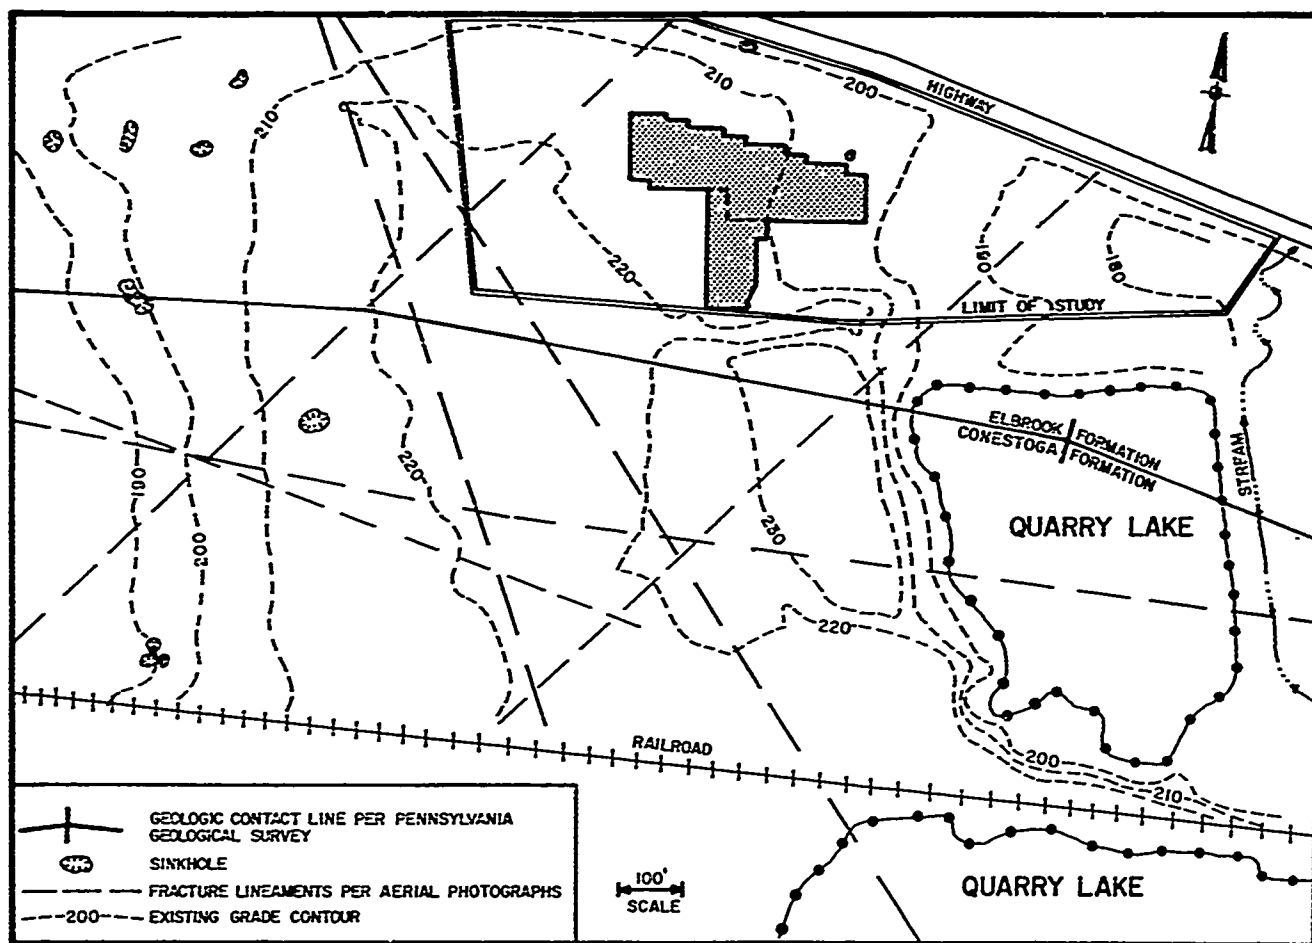 210
200
HIGHWAY
210
220
190
180
LIMIT OF STUDY
ELBROOK FORMATION
CONESTOGA FORMATION
STREAM
220
190
200
230
QUARRY LAKE
220
RAILROAD
200
210
GEOLOGIC CONTACT LINE PER PENNSYLVANIA
GEOLOGICAL SURVEY
SINKHOLE
FRACTURE LINEAMENTS PER AERIAL PHOTOGRAPHS
200 EXISTING GRADE CONTOUR
100'
SCALE
QUARRY LAKE